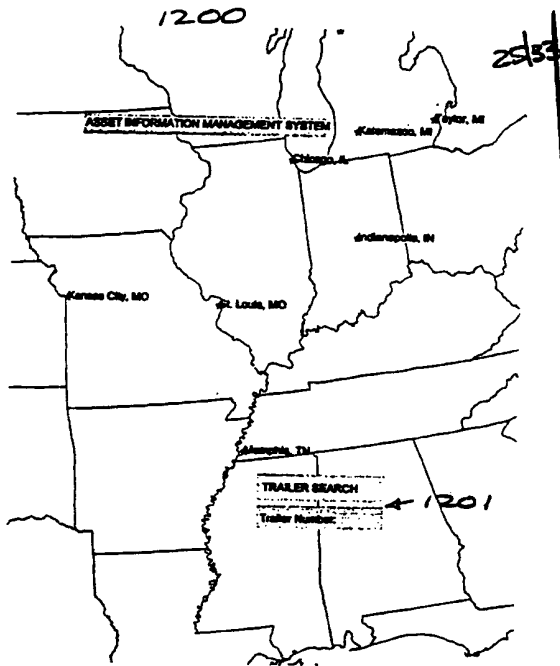 1200
25/33
Taylor, MI
ASSET INFORMATION MANAGEMENT SYSTEM
Kalamazoo, MI
Chicago, IL
Indianapolis, IN
Kansas City, MO
St. Louis, MO
Memphis, TN
TRAILER SEARCH
1201
Trailer Number: